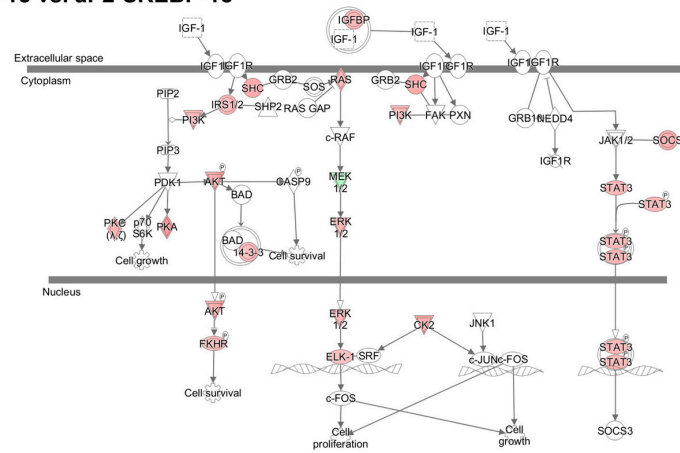 IGFBP
IGF-1
IGF-1
IGF-1
IGF-1
Extracellular space
IGF1R
IGF1R
IGF1R
IGF1R
IGF1R
IGF1R
Cytoplasm
PIP2
SHC
GRB2
SOS
RAS
GRB2
SHC
IRS1/2
SHP2
RAS GAP
PI3K
PI3K
FAK
PXN
GRB10
NEDD4
c-RAF
JAK1/2
SOCS
PIP3
IGF1R
PDK1
AKT
P
BAD
CASP9
P
MEK
1/2
STAT3
STAT3
P
PKC
(λ,ζ)
p70
S6K
PKA
ERK
1/2
BAD
14-3-3
Cell survival
P
STAT3
STAT3
P
Cell growth
Nucleus
AKT
P
ERK
1/2
CK2
JNK1
FKHR
P
ELK-1
SRF
c-JUN
c-FOS
P
STAT3
STAT3
P
Cell survival
c-FOS
Cell
proliferation
Cell
growth
SOCS3